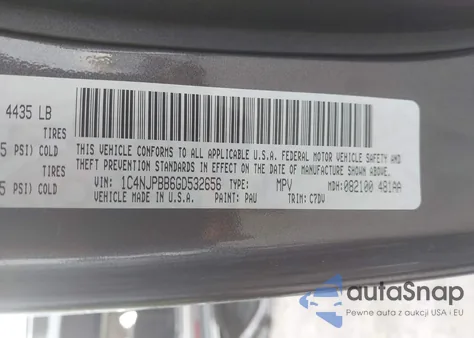 4435 LB
TIRES
5 PSI) COLD
TIRES
5 PSI) COLD
THIS VEHICLE CONFORMS TO ALL APPLICABLE U.S.A. FEDERAL MOTOR VEHICLE SAFETY AND
THEFT PREVENTION STANDARDS IN EFFECT ON THE DATE OF MANUFACTURE SHOWN ABOVE.
VIN: 1C4NJPBB6GD532656 TYPE: MPV MDH: 082100 481AA
VEHICLE MADE IN U.S.A. PAINT: PAU TRIM: C7DV
autoSnap
Pewne auta z aukcji USA i EU